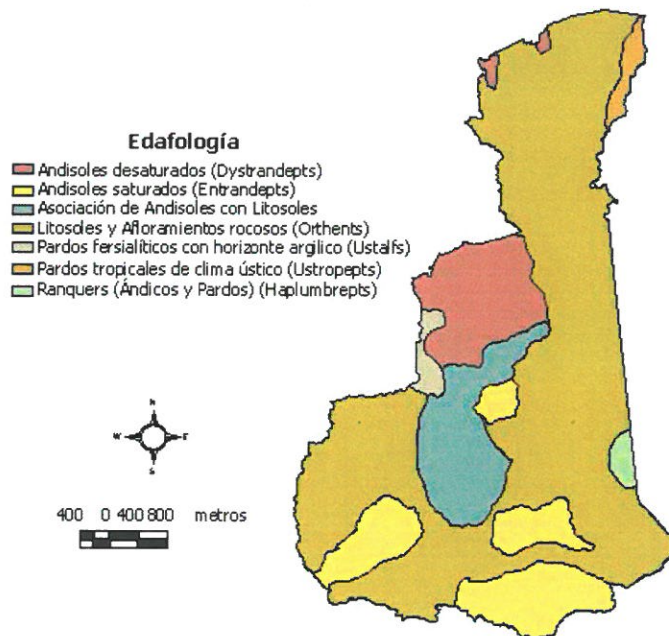 Edafología
Andisoles desaturados (Dystrandepts)
Andisoles saturados (Entrandepts)
Asociación de Andisoles con Litosoles
Litosoles y Afloramientos rocosos (Orthents)
Pardos fersialíticos con horizonte argílico (Ustalfs)
Pardos tropicales de clima ústico (Ustropepts)
Ranquers (Ándicos y Pardos) (Haplumbrepts)
N
W E
S
400 0 400 800 metros